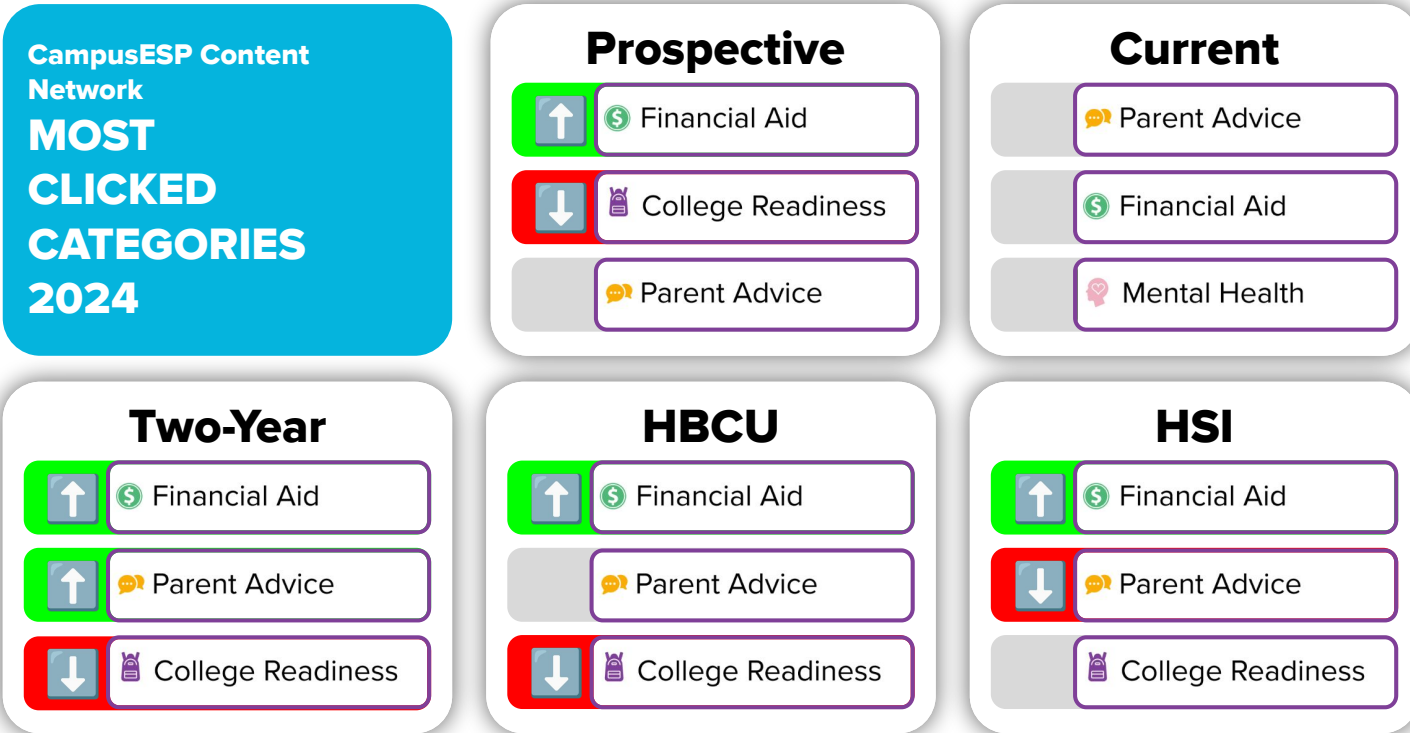 CampusESP Content
Network
MOST
CLICKED
CATEGORIES
2024
Prospective
Financial Aid
College Readiness
Parent Advice
Current
Parent Advice
Financial Aid
Mental Health
Two-Year
Financial Aid
Parent Advice
College Readiness
HBCU
Financial Aid
Parent Advice
College Readiness
HSI
Financial Aid
Parent Advice
College Readiness